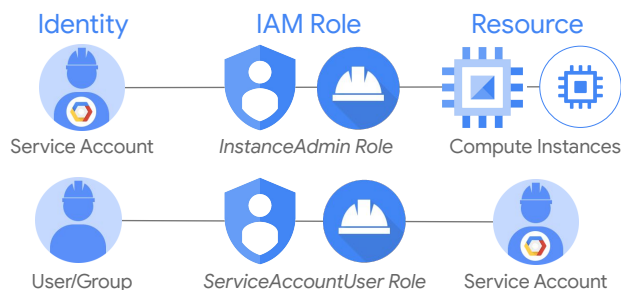 Identity IAM Role Resource
Service Account InstanceAdmin Role Compute Instances
User/Group ServiceAccountUser Role Service Account